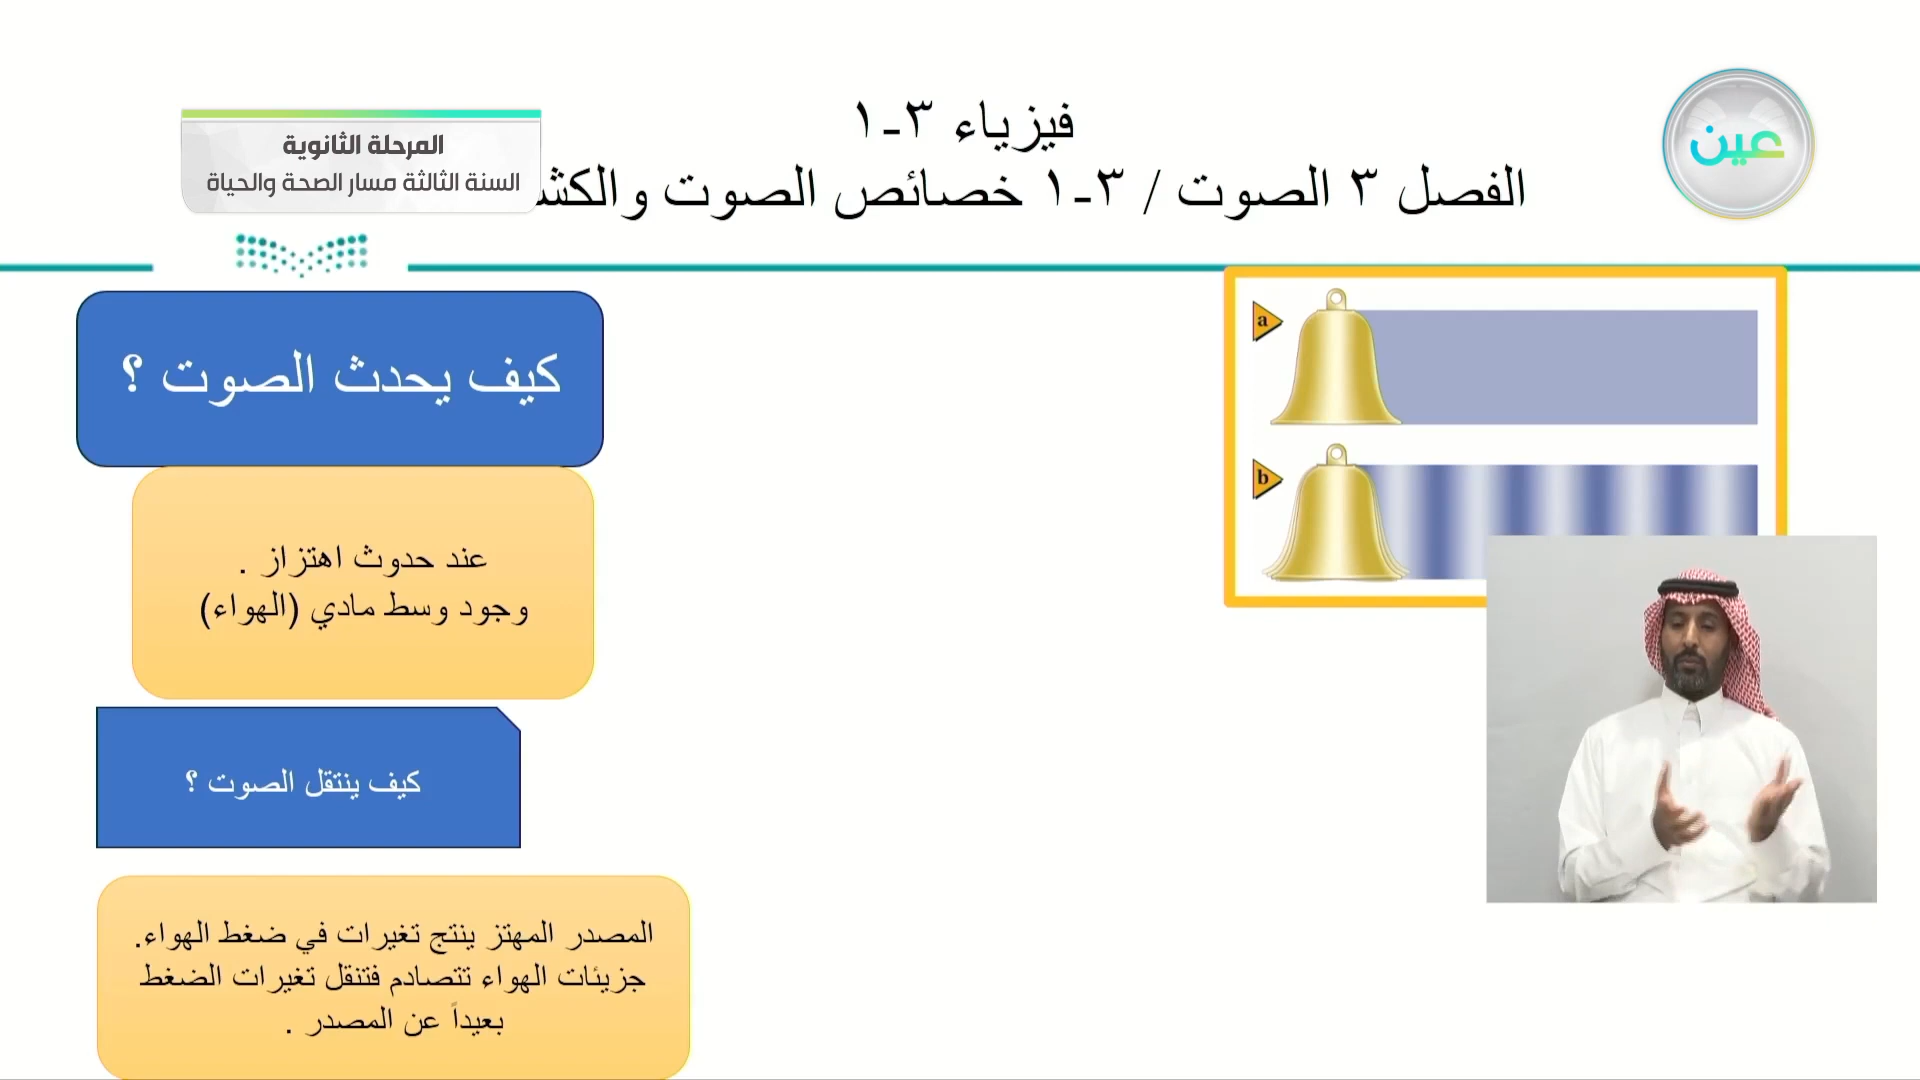 فيزياء ٣-١
الفصل ٣ الصوت / ٣-١ خصائص الصوت
المرحلة الثانوية
السنة الثالثة مسار الصحة والحياة
عين
a
b
كيف يحدث الصوت ؟
عند حدوث اهتزاز .
وجود وسط مادي (الهواء)
كيف ينتقل الصوت ؟
المصدر المهتز ينتج تغيرات في ضغط الهواء.
جزيئات الهواء تتصادم فتنقل تغيرات الضغط
بعيداً عن المصدر .